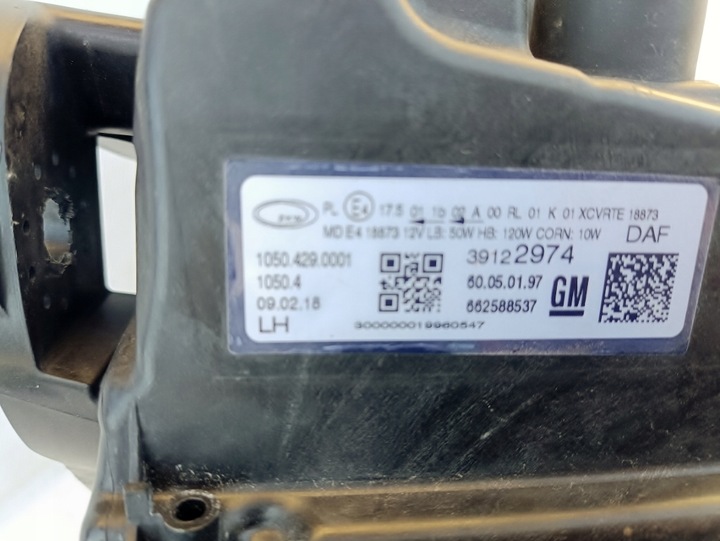 PL E4 17.5 01 1b 02 A 00 RL 01 K 01 XCVRTE 18873
MD E4 18873 12V LS: 50W HB: 120W CORN: 10W DAF
1050.429.0001 39122974
1050.4 60.05.01.97 GM
09.02.18 662588537
LH 300000019960547